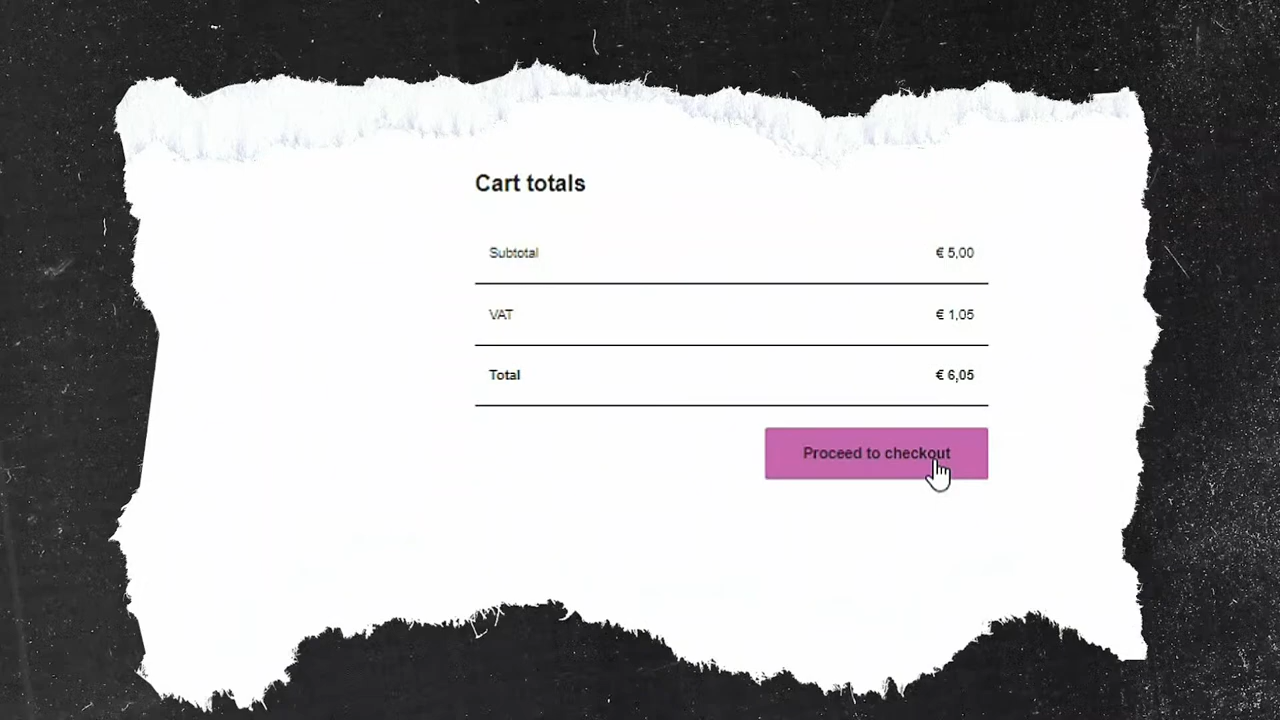 Cart totals
Subtotal € 5,00
VAT € 1,05
Total € 6,05
Proceed to checkout